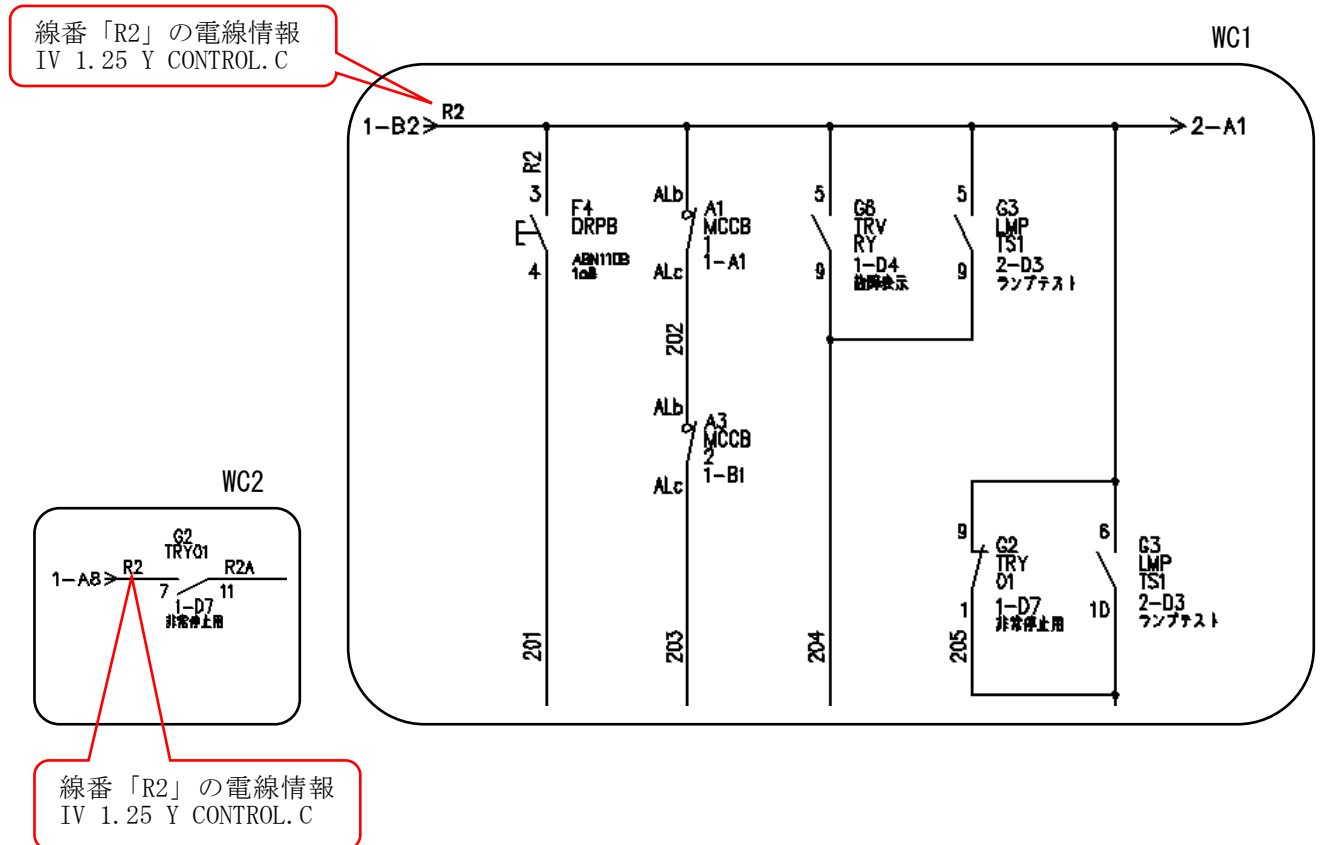 線番「R2」の電線情報
IV 1.25 Y CONTROL.C
WC1
1-B2
R2
2-A1
R2
3
F4
DRPB
4
ALb
A1
MCCB
1
1-A1
ALc
5
G6
TRV
RY
1-D4
故障表示
9
5
G3
LMP
TS1
2-D3
ランプテスト
9
202
ALb
A3
MCCB
2
1-B1
ALc
9
G2
TRY
01
1-D7
非常停止用
1
6
G3
LMP
TS1
2-D3
ランプテスト
10
201
203
204
205
WC2
G2
TRY01
1-A8
R2
R2A
7
11
1-D7
非常停止用
線番「R2」の電線情報
IV 1.25 Y CONTROL.C